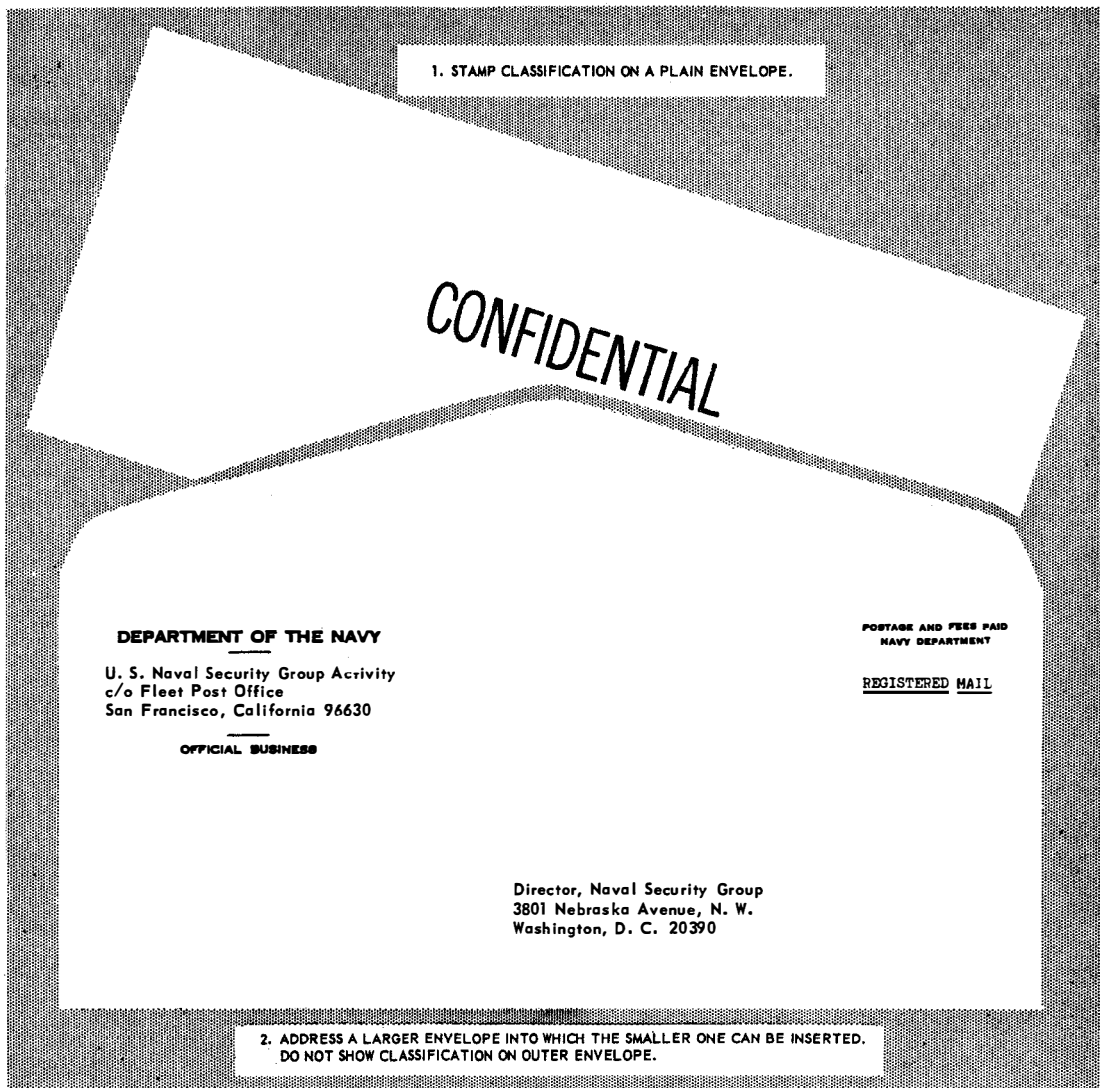 1. STAMP CLASSIFICATION ON A PLAIN ENVELOPE.
CONFIDENTIAL
DEPARTMENT OF THE NAVY
U. S. Naval Security Group Activity
c/o Fleet Post Office
San Francisco, California 96630
OFFICIAL BUSINESS
POSTAGE AND FEES PAID
NAVY DEPARTMENT
REGISTERED MAIL
Director, Naval Security Group
3801 Nebraska Avenue, N. W.
Washington, D. C. 20390
2. ADDRESS A LARGER ENVELOPE INTO WHICH THE SMALLER ONE CAN BE INSERTED.
DO NOT SHOW CLASSIFICATION ON OUTER ENVELOPE.